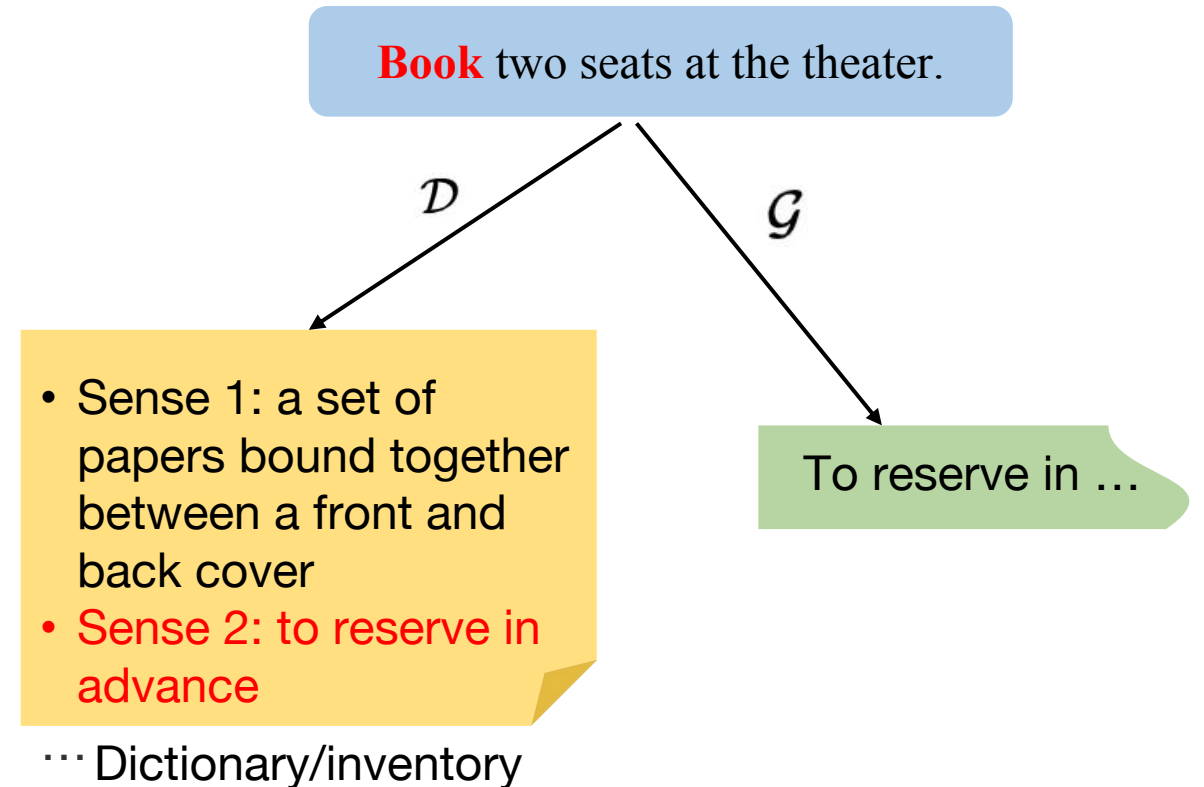 Book two seats at the theater.
𝒟
𝒢
• Sense 1: a set of
papers bound together
between a front and
back cover
• Sense 2: to reserve in
advance
To reserve in …
… Dictionary/inventory